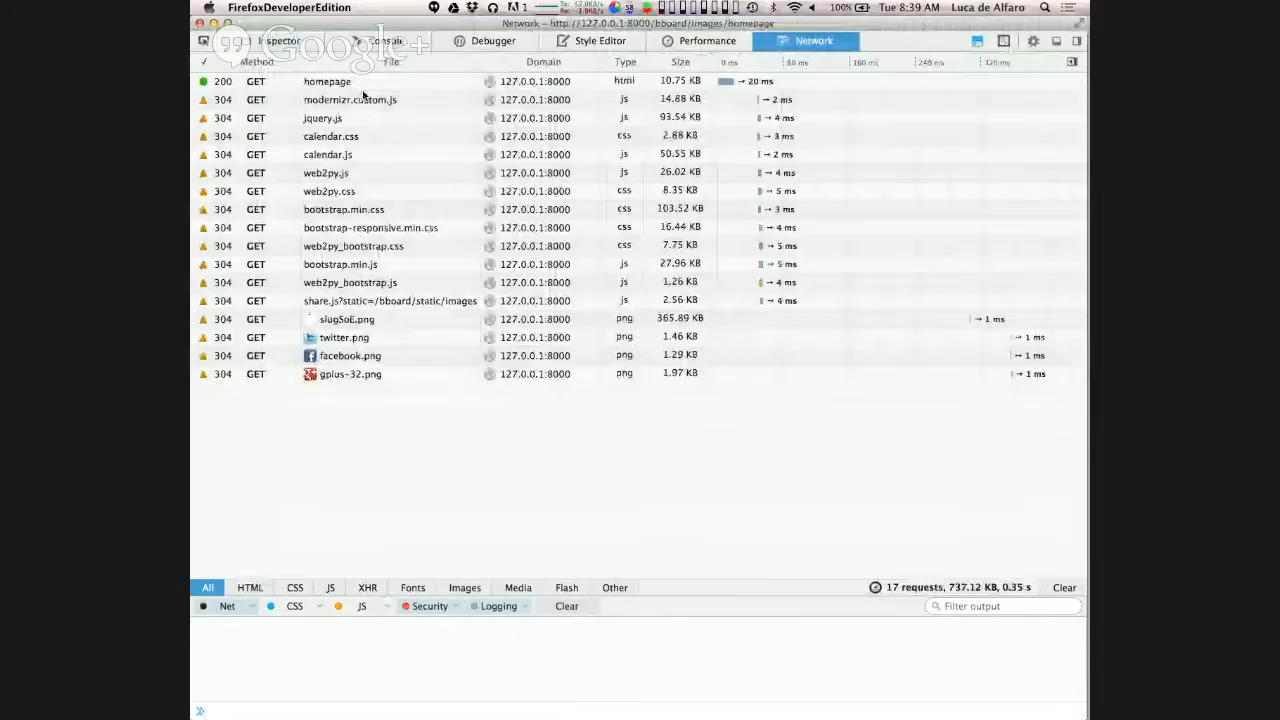 FirefoxDeveloperEdition 1 100% Tue 8:39 AM Luca de Alfaro
Network – http://127.0.0.1:8000/bboard/images/homepage
Google+
Inspector Console Debugger Style Editor Performance Network
✓ Method File Domain Type Size 0 ms 80 ms 160 ms 240 ms 320 ms
200 GET homepage 127.0.0.1:8000 html 10.75 KB → 20 ms
304 GET modernizr.custom.js 127.0.0.1:8000 js 14.88 KB → 2 ms
304 GET jquery.js 127.0.0.1:8000 js 93.54 KB → 4 ms
304 GET calendar.css 127.0.0.1:8000 css 2.88 KB → 3 ms
304 GET calendar.js 127.0.0.1:8000 js 50.55 KB → 2 ms
304 GET web2py.js 127.0.0.1:8000 js 26.02 KB → 4 ms
304 GET web2py.css 127.0.0.1:8000 css 8.35 KB → 5 ms
304 GET bootstrap.min.css 127.0.0.1:8000 css 103.52 KB → 3 ms
304 GET bootstrap-responsive.min.css 127.0.0.1:8000 css 16.44 KB → 4 ms
304 GET web2py_bootstrap.css 127.0.0.1:8000 css 7.75 KB → 5 ms
304 GET bootstrap.min.js 127.0.0.1:8000 js 27.96 KB → 5 ms
304 GET web2py_bootstrap.js 127.0.0.1:8000 js 1.26 KB → 4 ms
304 GET share.js?static=/bboard/static/images 127.0.0.1:8000 js 2.56 KB → 4 ms
304 GET slugSoE.png 127.0.0.1:8000 png 365.89 KB → 1 ms
304 GET twitter.png 127.0.0.1:8000 png 1.46 KB → 1 ms
304 GET facebook.png 127.0.0.1:8000 png 1.29 KB → 1 ms
304 GET gplus-32.png 127.0.0.1:8000 png 1.97 KB → 1 ms
All HTML CSS JS XHR Fonts Images Media Flash Other 17 requests, 737.12 KB, 0.35 s Clear
Net CSS JS Security Logging Clear Filter output
»